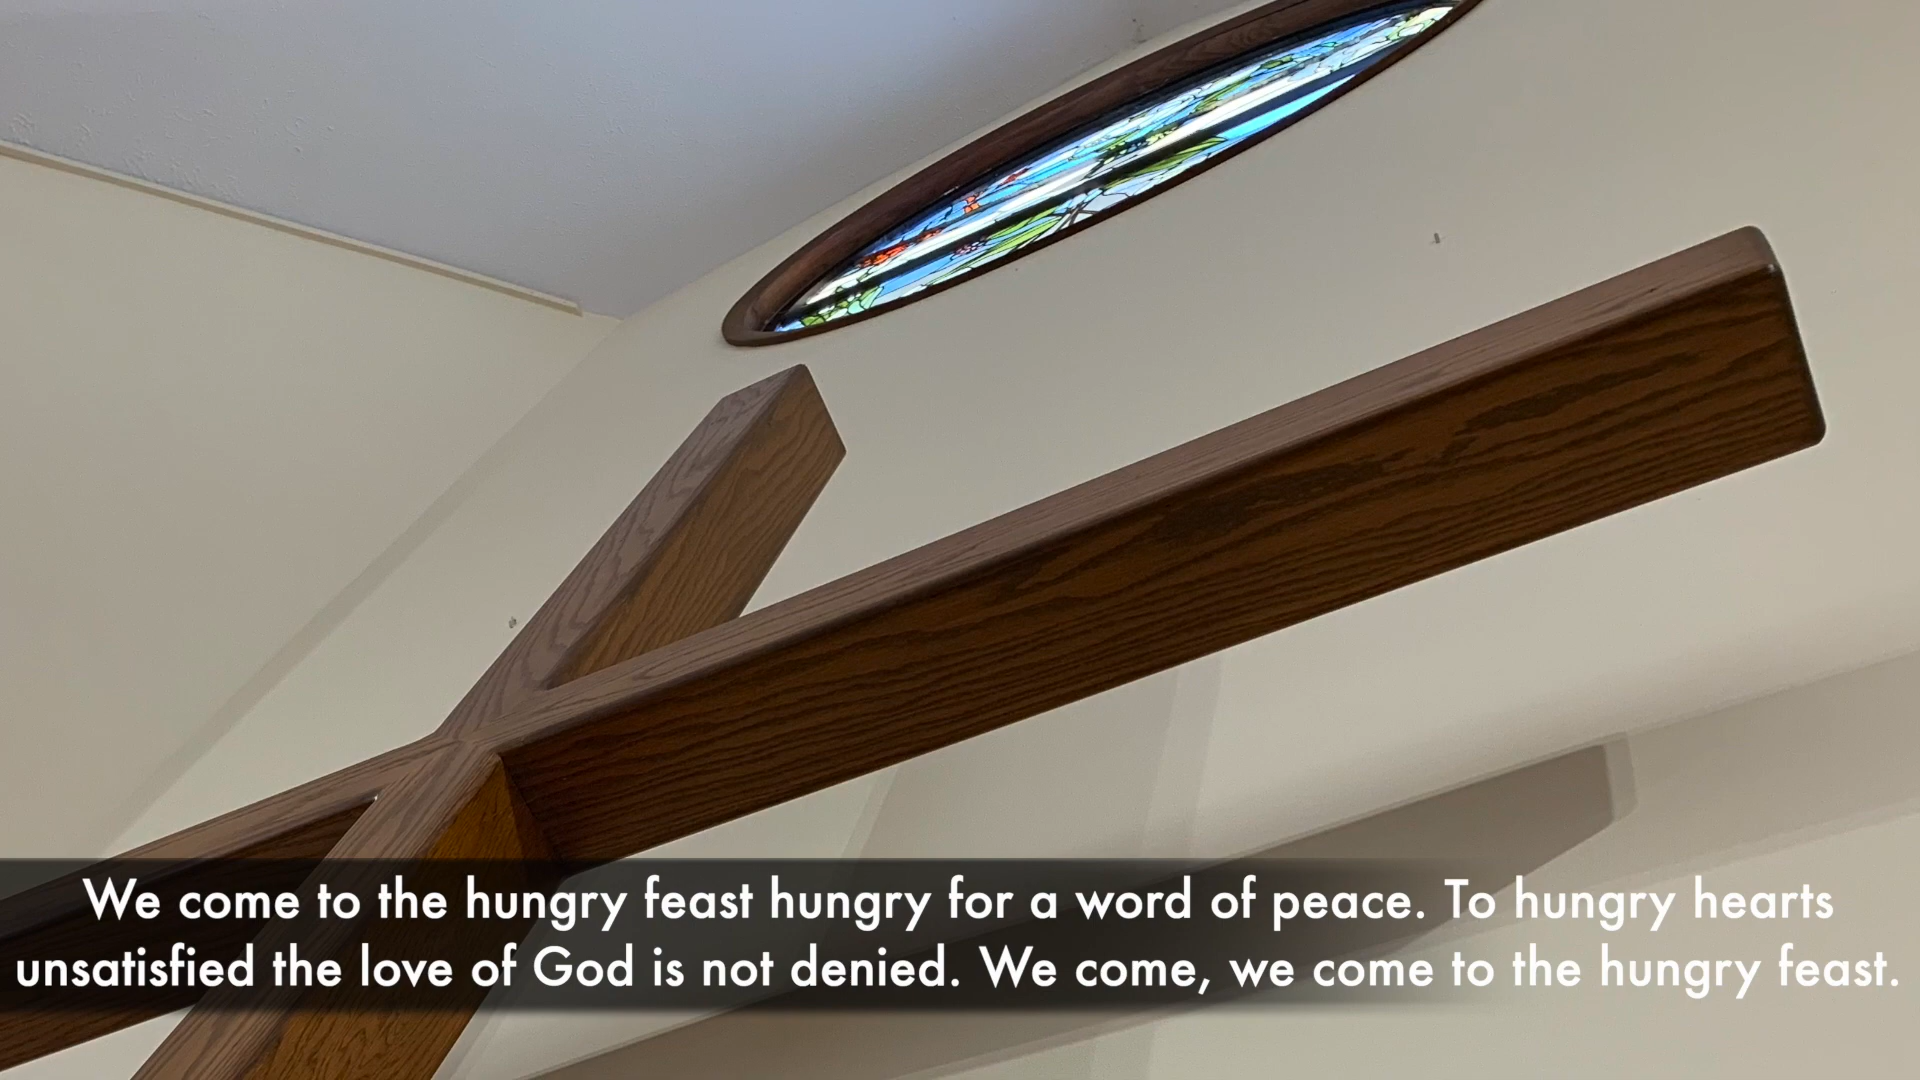 We come to the hungry feast hungry for a word of peace. To hungry hearts
unsatisfied the love of God is not denied. We come, we come to the hungry feast.